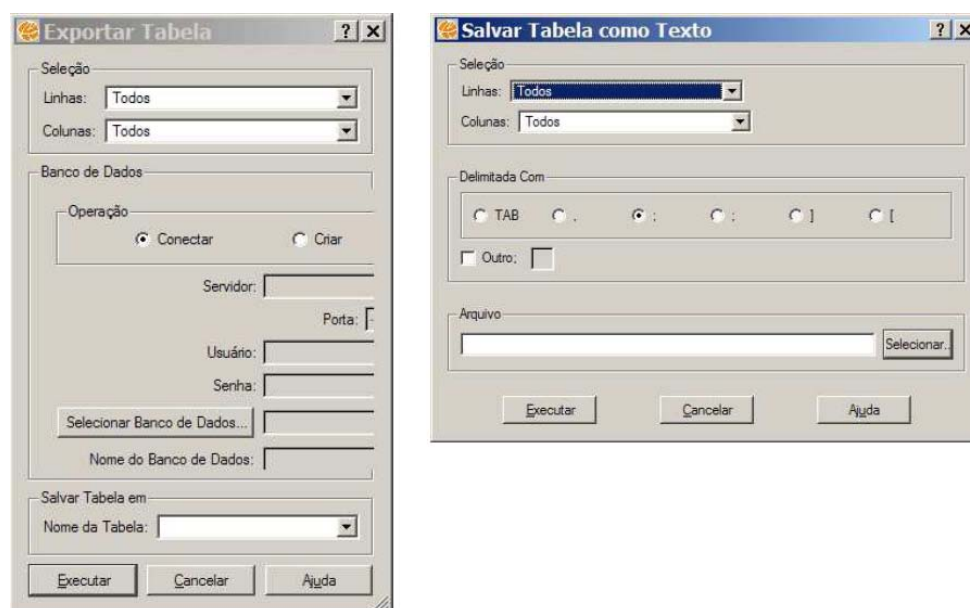 Exportar Tabela
Seleção
Linhas: Todos
Colunas: Todos
Banco de Dados
Operação
Conectar Criar
Servidor:
Porta:
Usuário:
Senha:
Selecionar Banco de Dados...
Nome do Banco de Dados:
Salvar Tabela em
Nome da Tabela:
Executar Cancelar Ajuda
Salvar Tabela como Texto
Seleção
Linhas: Todos
Colunas: Todos
Delimitada Com
TAB . ; : ] [
Outro:
Arquivo
Selecionar..
Executar Cancelar Ajuda